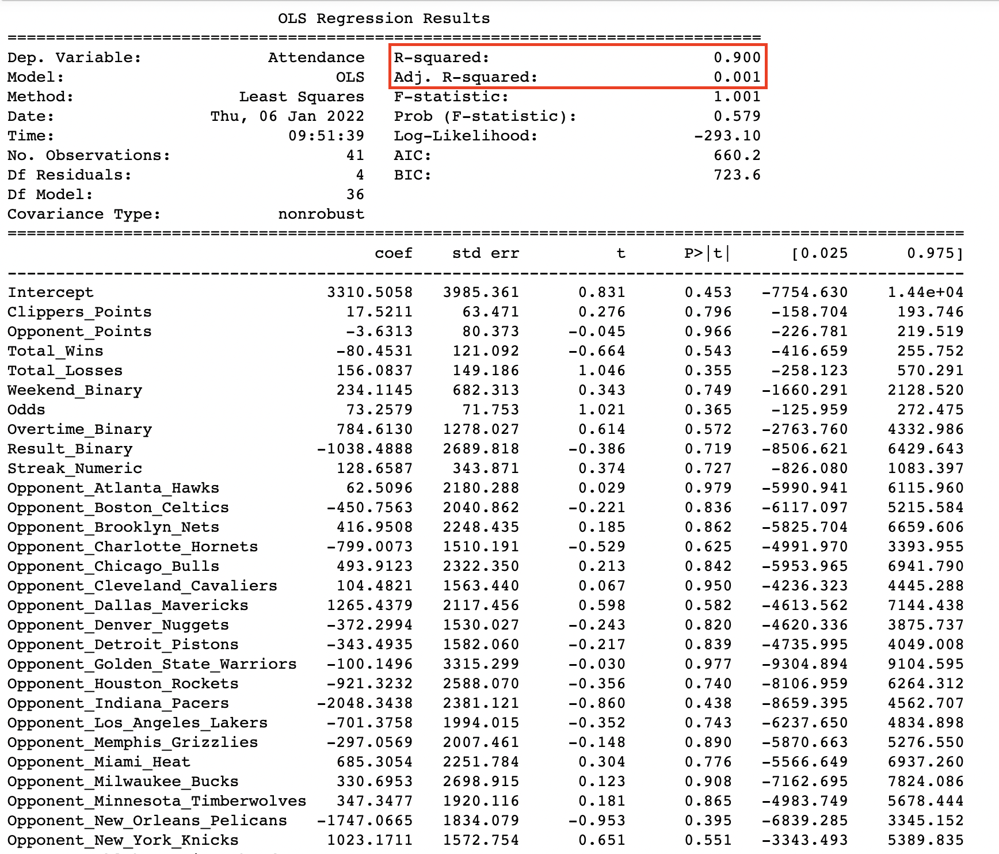 OLS Regression Results
==============================================================================
Dep. Variable: Attendance R-squared: 0.900
Model: OLS Adj. R-squared: 0.001
Method: Least Squares F-statistic: 1.001
Date: Thu, 06 Jan 2022 Prob (F-statistic): 0.579
Time: 09:51:39 Log-Likelihood: -293.10
No. Observations: 41 AIC: 660.2
Df Residuals: 4 BIC: 723.6
Df Model: 36
Covariance Type: nonrobust
===================================================================================================
coef std err t P>|t| [0.025 0.975]
---------------------------------------------------------------------------------------------------
Intercept 3310.5058 3985.361 0.831 0.453 -7754.630 1.44e+04
Clippers_Points 17.5211 63.471 0.276 0.796 -158.704 193.746
Opponent_Points -3.6313 80.373 -0.045 0.966 -226.781 219.519
Total_Wins -80.4531 121.092 -0.664 0.543 -416.659 255.752
Total_Losses 156.0837 149.186 1.046 0.355 -258.123 570.291
Weekend_Binary 234.1145 682.313 0.343 0.749 -1660.291 2128.520
Odds 73.2579 71.753 1.021 0.365 -125.959 272.475
Overtime_Binary 784.6130 1278.027 0.614 0.572 -2763.760 4332.986
Result_Binary -1038.4888 2689.818 -0.386 0.719 -8506.621 6429.643
Streak_Numeric 128.6587 343.871 0.374 0.727 -826.080 1083.397
Opponent_Atlanta_Hawks 62.5096 2180.288 0.029 0.979 -5990.941 6115.960
Opponent_Boston_Celtics -450.7563 2040.862 -0.221 0.836 -6117.097 5215.584
Opponent_Brooklyn_Nets 416.9508 2248.435 0.185 0.862 -5825.704 6659.606
Opponent_Charlotte_Hornets -799.0073 1510.191 -0.529 0.625 -4991.970 3393.955
Opponent_Chicago_Bulls 493.9123 2322.350 0.213 0.842 -5953.965 6941.790
Opponent_Cleveland_Cavaliers 104.4821 1563.440 0.067 0.950 -4236.323 4445.288
Opponent_Dallas_Mavericks 1265.4379 2117.456 0.598 0.582 -4613.562 7144.438
Opponent_Denver_Nuggets -372.2994 1530.027 -0.243 0.820 -4620.336 3875.737
Opponent_Detroit_Pistons -343.4935 1582.060 -0.217 0.839 -4735.995 4049.008
Opponent_Golden_State_Warriors -100.1496 3315.299 -0.030 0.977 -9304.894 9104.595
Opponent_Houston_Rockets -921.3232 2588.070 -0.356 0.740 -8106.959 6264.312
Opponent_Indiana_Pacers -2048.3438 2381.121 -0.860 0.438 -8659.395 4562.707
Opponent_Los_Angeles_Lakers -701.3758 1994.015 -0.352 0.743 -6237.650 4834.898
Opponent_Memphis_Grizzlies -297.0569 2007.461 -0.148 0.890 -5870.663 5276.550
Opponent_Miami_Heat 685.3054 2251.784 0.304 0.776 -5566.649 6937.260
Opponent_Milwaukee_Bucks 330.6953 2698.915 0.123 0.908 -7162.695 7824.086
Opponent_Minnesota_Timberwolves 347.3477 1920.116 0.181 0.865 -4983.749 5678.444
Opponent_New_Orleans_Pelicans -1747.0665 1834.079 -0.953 0.395 -6839.285 3345.152
Opponent_New_York_Knicks 1023.1711 1572.754 0.651 0.551 -3343.493 5389.835